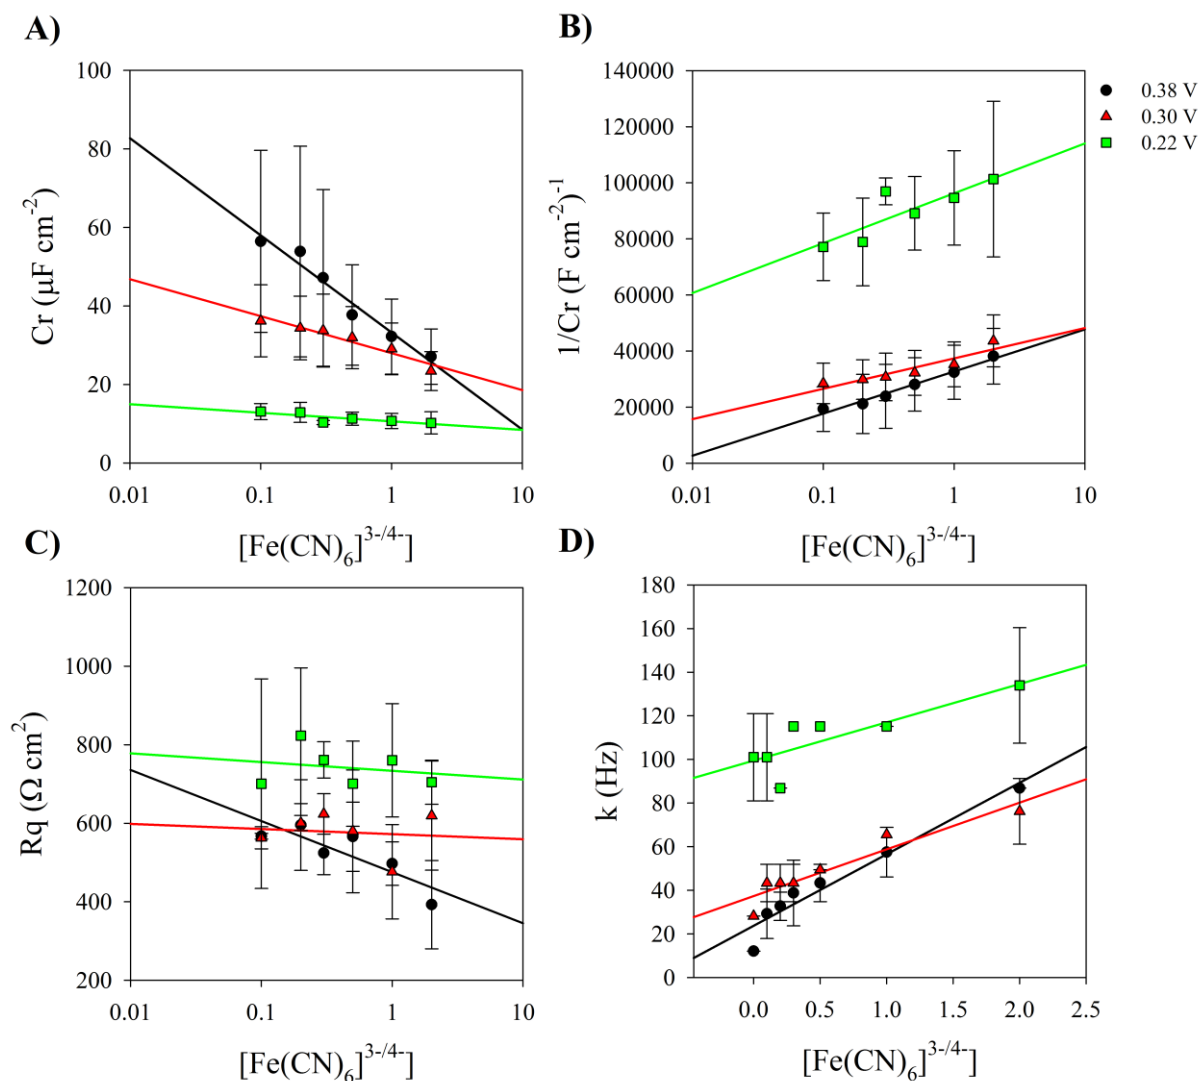 A)
100
80
60
40
20
0
Cr (µF cm⁻²)
0.01 0.1 1 10
[Fe(CN)₆]³⁻/⁴⁻]
B)
140000
120000
100000
80000
60000
40000
20000
0
1/Cr (F cm⁻²)⁻¹
0.01 0.1 1 10
[Fe(CN)₆]³⁻/⁴⁻]
0.38 V
0.30 V
0.22 V
C)
1200
1000
800
600
400
200
Rq (Ω cm²)
0.01 0.1 1 10
[Fe(CN)₆]³⁻/⁴⁻]
D)
180
160
140
120
100
80
60
40
20
0
k (Hz)
0.0 0.5 1.0 1.5 2.0 2.5
[Fe(CN)₆]³⁻/⁴⁻]